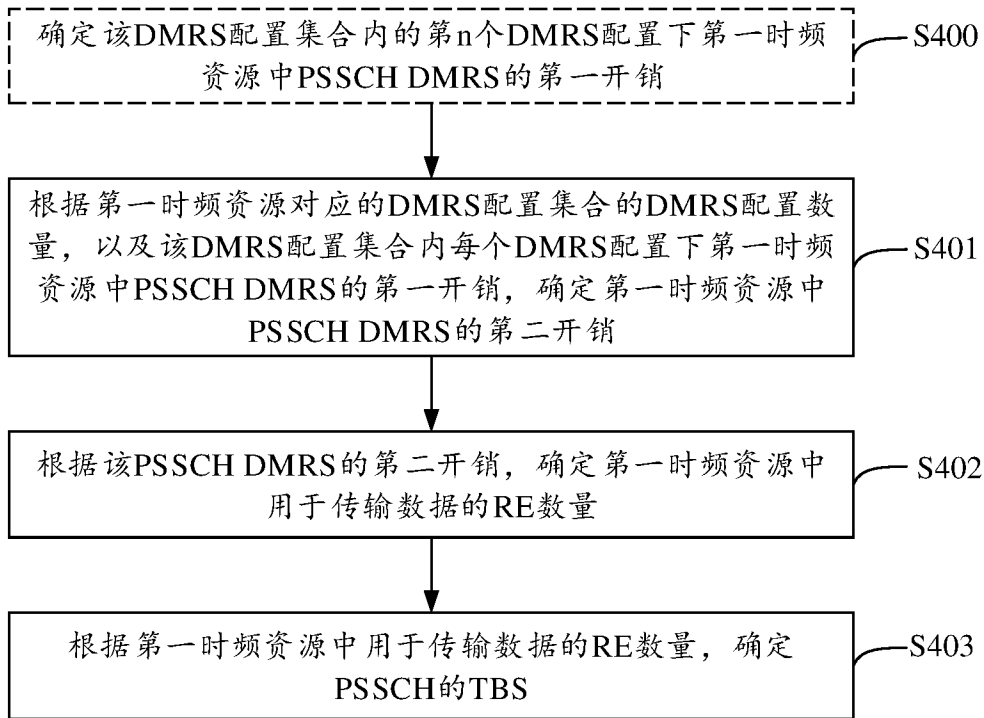 确定该DMRS配置集合内的第n个DMRS配置下第一时频
资源中PSSCH DMRS的第一开销
S400
根据第一时频资源对应的DMRS配置集合的DMRS配置数
量，以及该DMRS配置集合内每个DMRS配置下第一时频
资源中PSSCH DMRS的第一开销，确定第一时频资源中
PSSCH DMRS的第二开销
S401
根据该PSSCH DMRS的第二开销，确定第一时频资源中
用于传输数据的RE数量
S402
根据第一时频资源中用于传输数据的RE数量，确定
PSSCH的TBS
S403